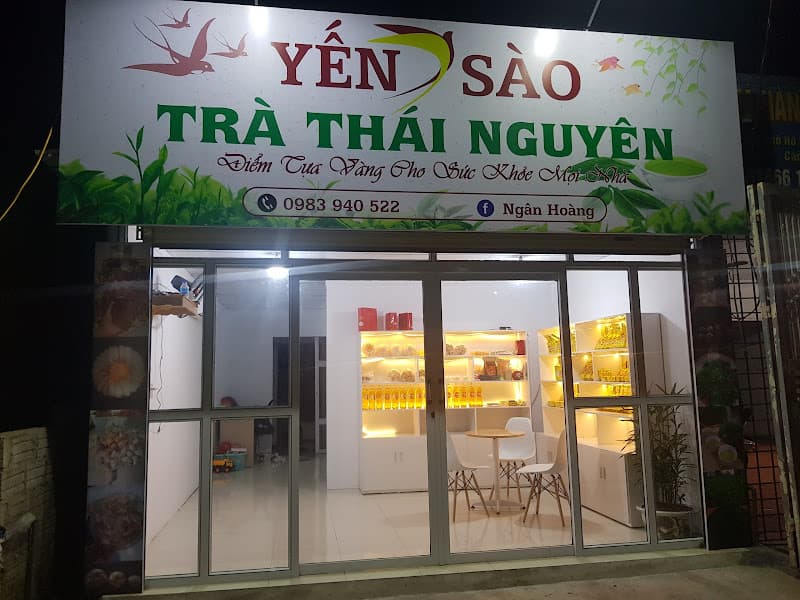 YẾN SÀO
TRÀ THÁI NGUYÊN
Điểm Tựa Vàng Cho Sức Khỏe Mọi Nhà
0983 940 522
f Ngân Hoàng